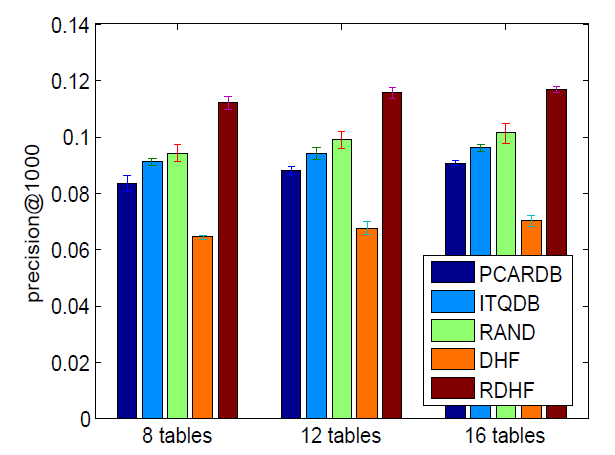 0.14
0.12
0.1
0.08
0.06
0.04
0.02
0
precision@1000
8 tables
12 tables
16 tables
PCARDB
ITQDB
RAND
DHF
RDHF